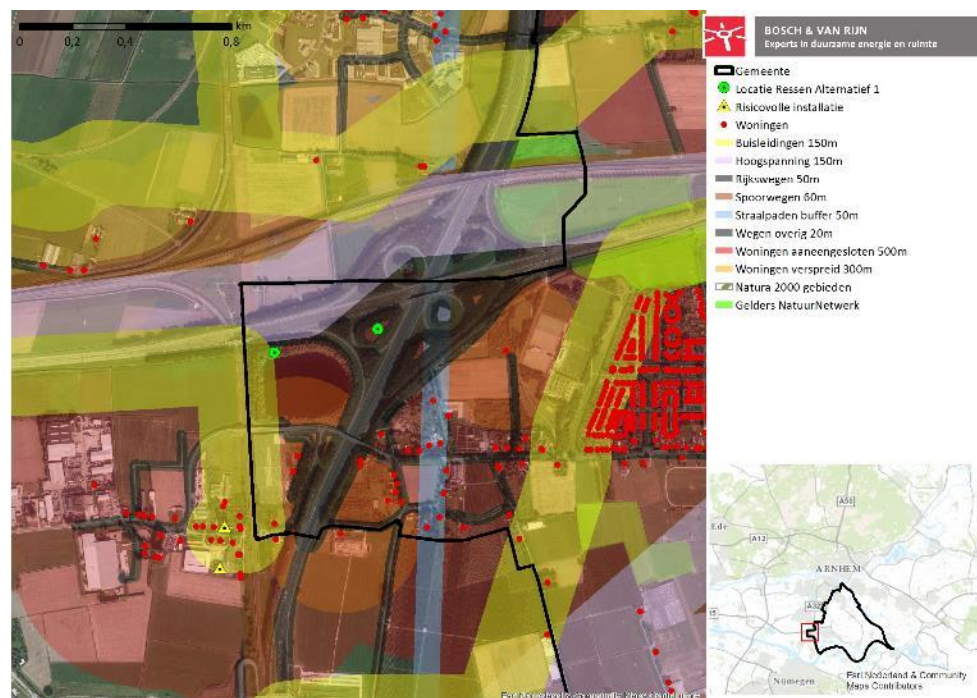 km
0 0,2 0,4 0,8
BOSCH & VAN RIJN
Experts in duurzame energie en ruimte
Gemeente
Locatie Ressen Alternatief 1
Risicovolle installatie
Woningen
Buisleidingen 150m
Hoogspanning 150m
Rijkswegen 50m
Spoorwegen 60m
Straalpaden buffer 50m
Wegen overig 20m
Woningen aaneengesloten 500m
Woningen verspreid 300m
Natura 2000 gebieden
Gelders NatuurNetwerk
A50
Ede
A12
ARNHEM
Nijmegen
Esri Nederland & Community
Maps Contributors